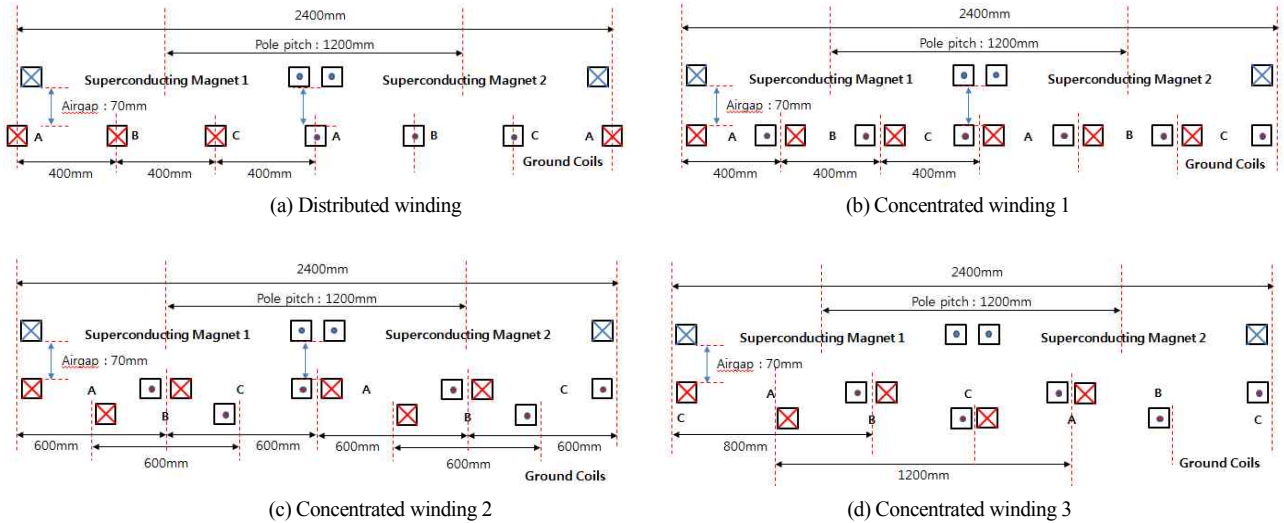 2400mm
Pole pitch : 1200mm
Superconducting Magnet 1
Superconducting Magnet 2
Airgap : 70mm
A B C A B C A
Ground Coils
400mm 400mm 400mm
(a) Distributed winding
2400mm
Pole pitch : 1200mm
Superconducting Magnet 1
Superconducting Magnet 2
Airgap : 70mm
A B C A B C
Ground Coils
400mm 400mm 400mm
(b) Concentrated winding 1
2400mm
Pole pitch : 1200mm
Superconducting Magnet 1
Superconducting Magnet 2
Airgap : 70mm
A C A C
B B
600mm 600mm 600mm 600mm
600mm 600mm
Ground Coils
(c) Concentrated winding 2
2400mm
Pole pitch : 1200mm
Superconducting Magnet 1
Superconducting Magnet 2
Airgap : 70mm
A C B
C B A C
800mm
Ground Coils
1200mm
(d) Concentrated winding 3